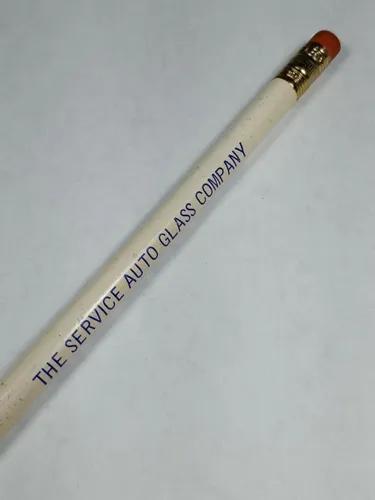 THE SERVICE AUTO GLASS COMPANY